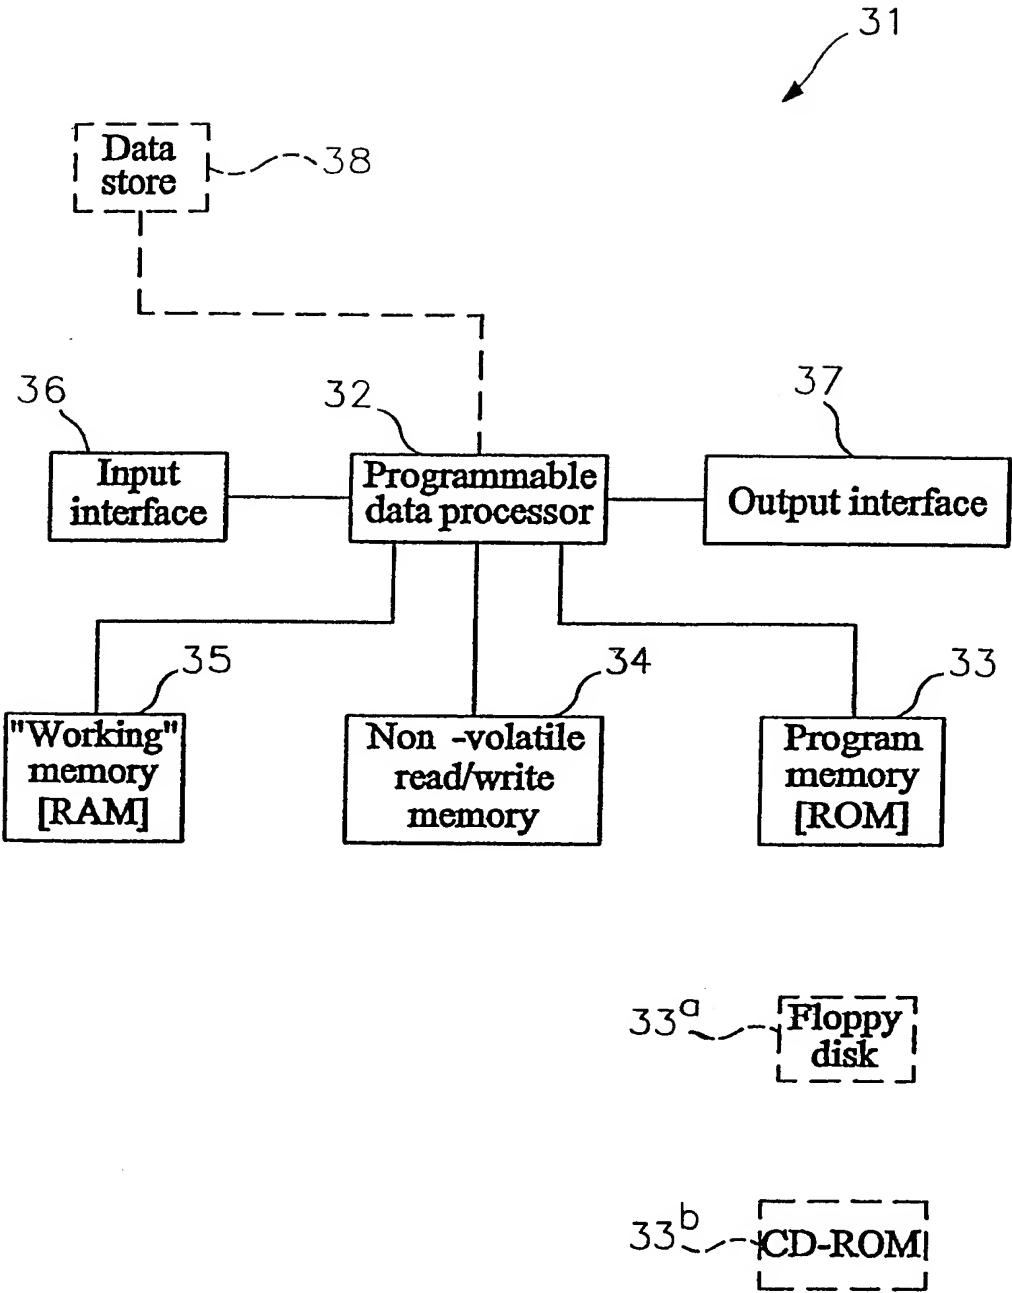 31
Data
store
38
36
32
37
Input
interface
Programmable
data processor
Output interface
35
34
33
"Working"
memory
[RAM]
Non -volatile
read/write
memory
Program
memory
[ROM]
33a
Floppy
disk
33b
CD-ROM